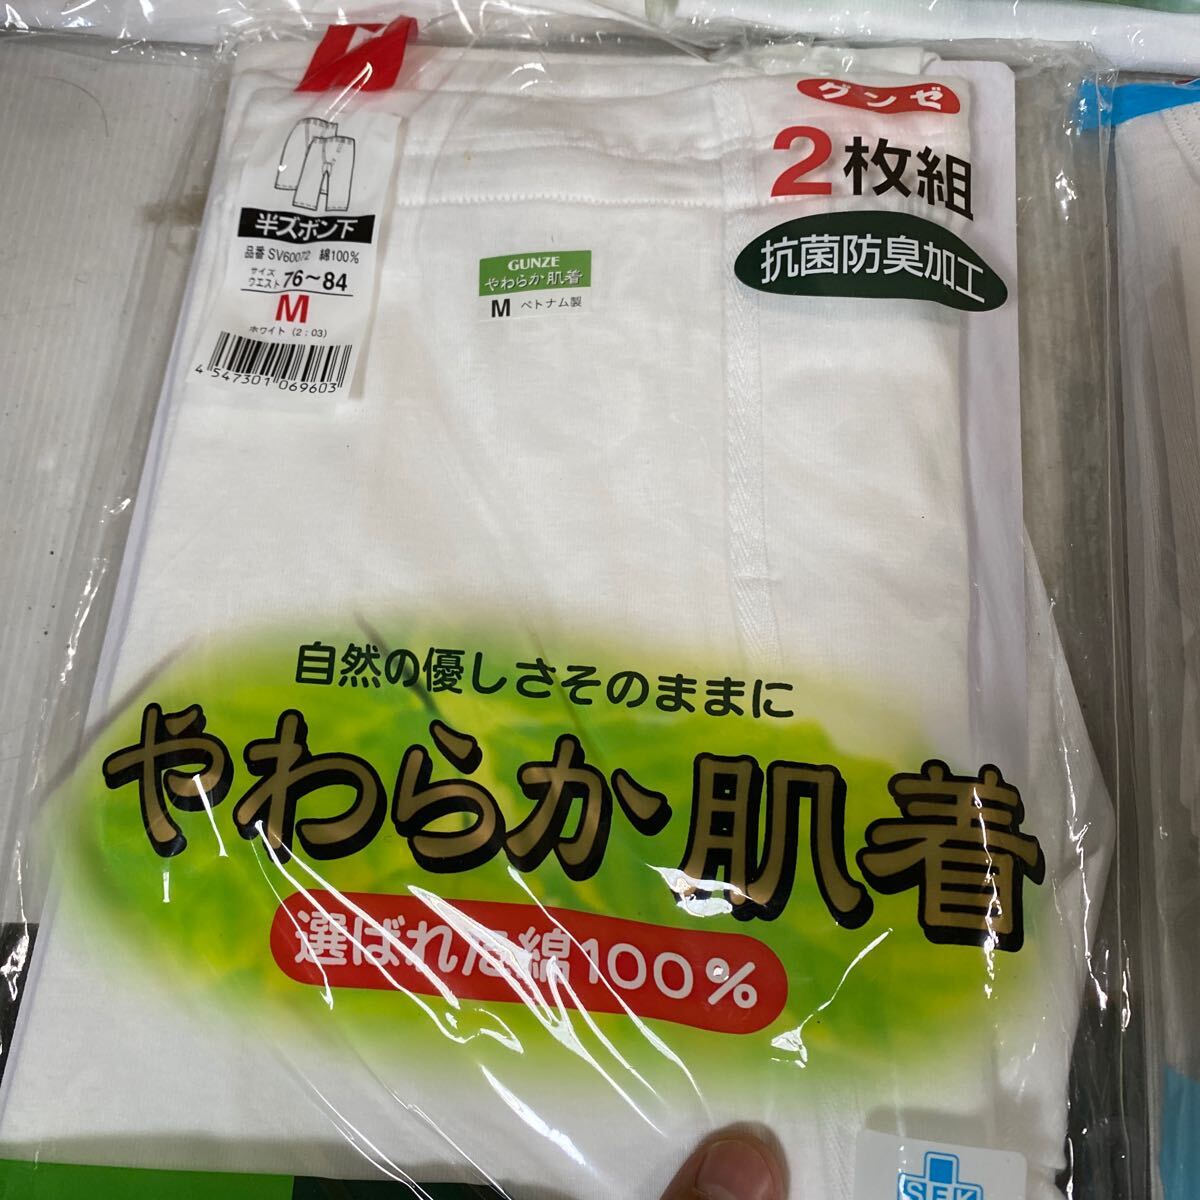 グンゼ
2枚組
抗菌防臭加工
半ズボン下
品番 SV60072 綿100%
サイズ
ウエスト 76〜84
M
ホワイト(2:03)
4 547301 069603
GUNZE
やわらか肌着
M ベトナム製
自然の優しさそのままに
やわらか肌着
選ばれた綿100%
SEK